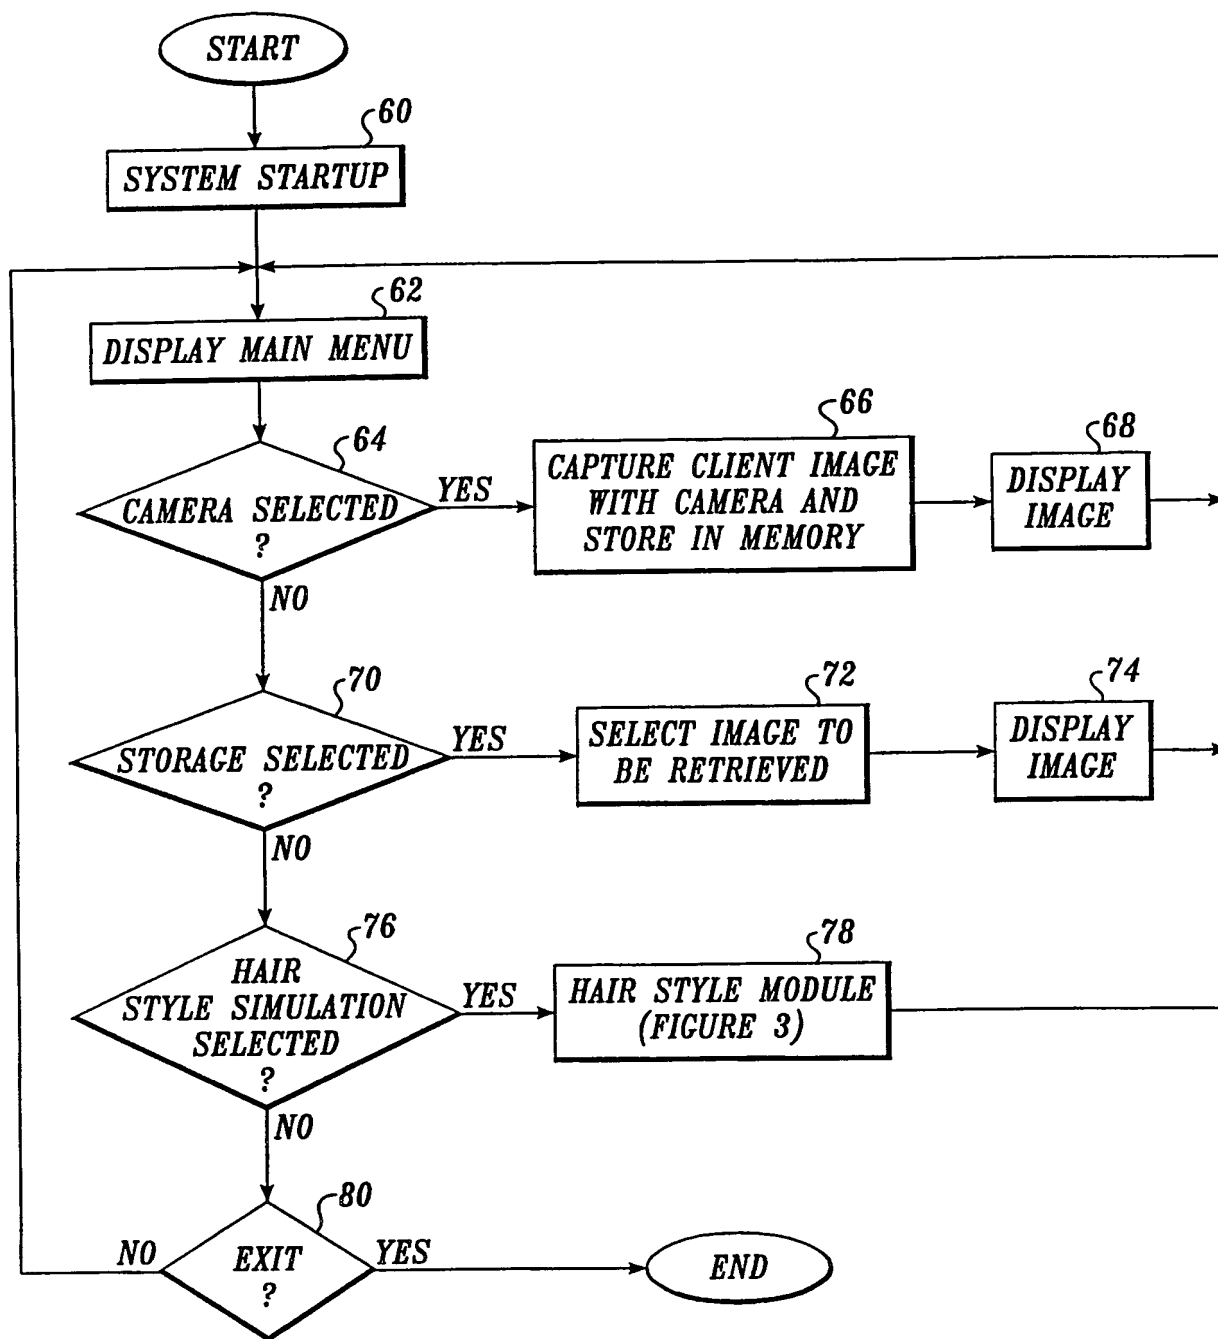 START
60
SYSTEM STARTUP
62
DISPLAY MAIN MENU
64
CAMERA SELECTED
?
YES
NO
66
CAPTURE CLIENT IMAGE
WITH CAMERA AND
STORE IN MEMORY
68
DISPLAY
IMAGE
70
STORAGE SELECTED
?
YES
NO
72
SELECT IMAGE TO
BE RETRIEVED
74
DISPLAY
IMAGE
76
HAIR
STYLE SIMULATION
SELECTED
?
YES
NO
78
HAIR STYLE MODULE
(FIGURE 3)
80
EXIT
?
NO
YES
END